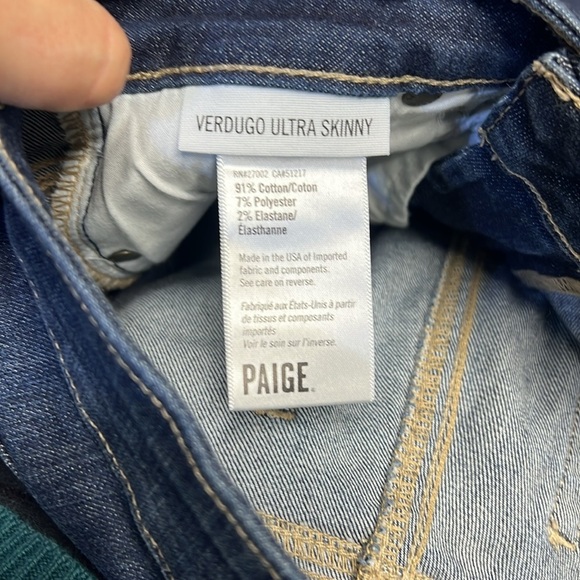 VERDUGO ULTRA SKINNY
RN#27002 CA#51217
91% Cotton/Coton
7% Polyester
2% Elastane/
Élasthanne
Made in the USA of Imported
fabric and components.
See care on reverse.
Fabriqué aux États-Unis à partir
de tissus et composants
importés
Voir le soin sur l'inverse.
PAIGE®